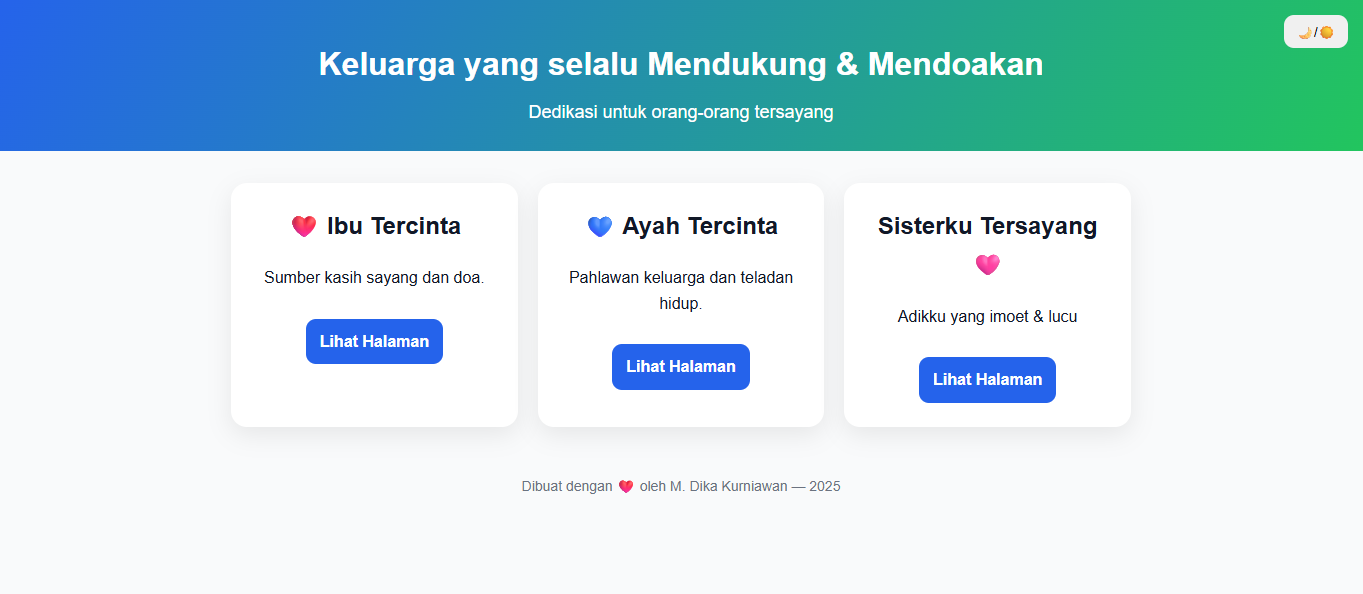 🌙/☀️
Keluarga yang selalu Mendukung & Mendoakan
Dedikasi untuk orang-orang tersayang
❤️ Ibu Tercinta
Sumber kasih sayang dan doa.
Lihat Halaman
💙 Ayah Tercinta
Pahlawan keluarga dan teladan
hidup.
Lihat Halaman
Sisterku Tersayang
🩷
Adikku yang imoet & lucu
Lihat Halaman
Dibuat dengan ❤️ oleh M. Dika Kurniawan — 2025